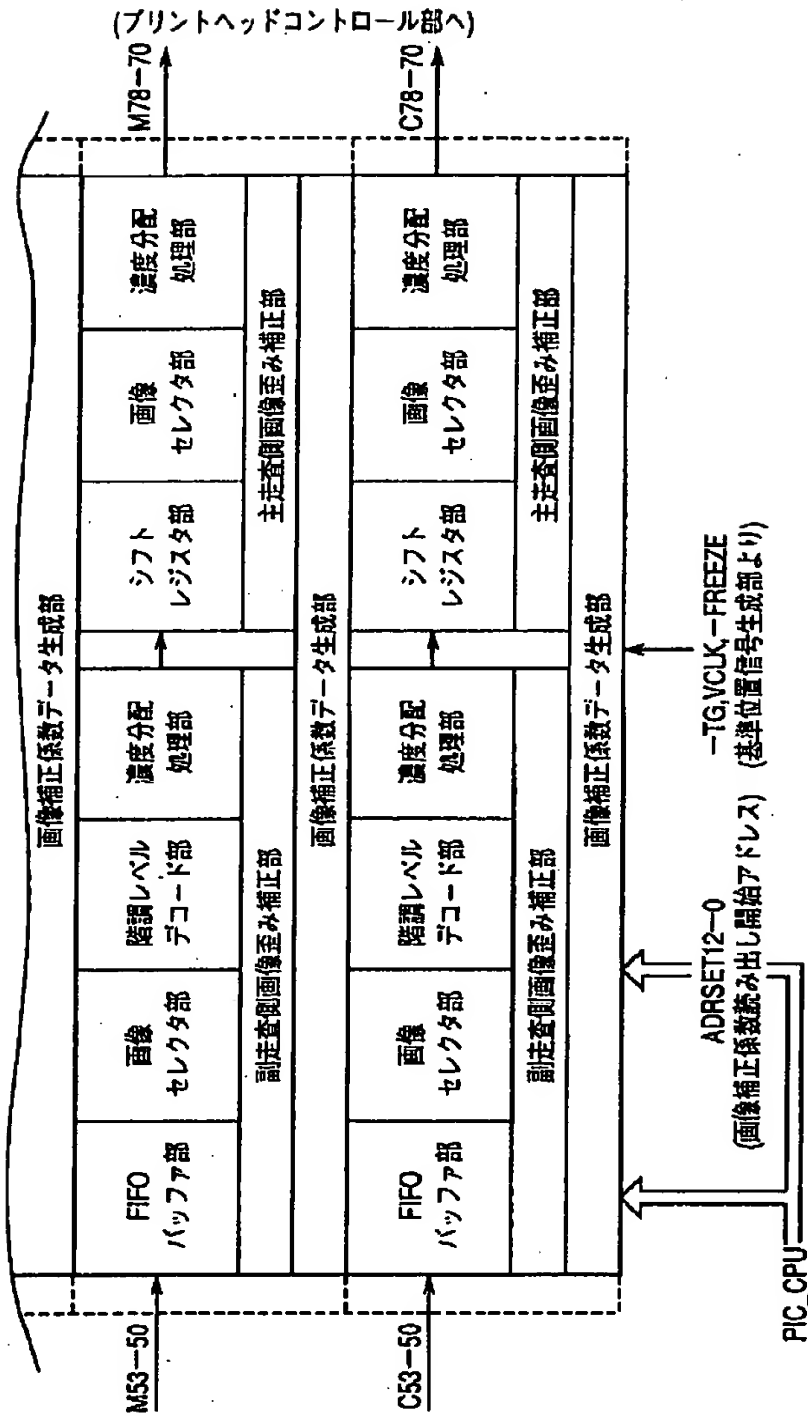 (プリントヘッドコントロール部へ)
M78−70
C78−70
画像補正係数データ生成部
M53−50
FIFO
バッファ部
画像
セレクタ部
階調レベル
デコード部
濃度分配
処理部
シフト
レジスタ部
画像
セレクタ部
濃度分配
処理部
副走査側画像歪み補正部
主走査側画像歪み補正部
画像補正係数データ生成部
C53−50
FIFO
バッファ部
画像
セレクタ部
階調レベル
デコード部
濃度分配
処理部
シフト
レジスタ部
画像
セレクタ部
濃度分配
処理部
副走査側画像歪み補正部
主走査側画像歪み補正部
画像補正係数データ生成部
ADRSET12−0
(画像補正係数読み出し開始アドレス)
−TG,VCLK,−FREEZE
(基準位置信号生成部より)
PIC_CPU